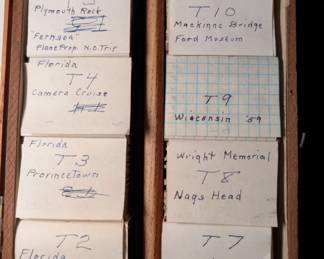 Plymouth Rock
"Fernson"
Plane Prop. N.D. Trip
Florida
T4
Camera Cruise
Florida
T3
Provincetown
T2
Florida
T10
Mackinac Bridge
Ford Museum
T9
Wisconsin '59
Wright Memorial
T8
Nags Head
T7